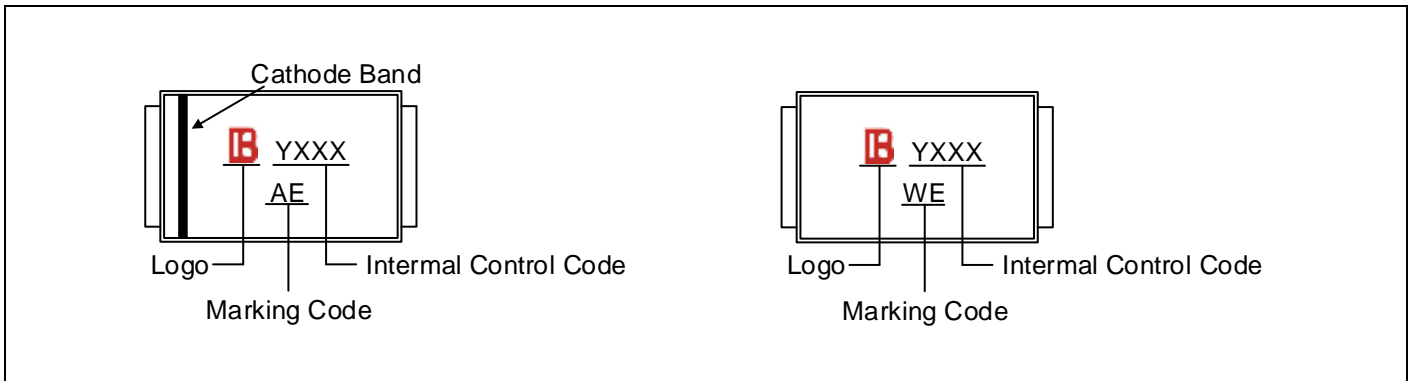 Cathode Band
B YXXX
AE
Logo
Intermal Control Code
Marking Code
B YXXX
WE
Logo
Intermal Control Code
Marking Code